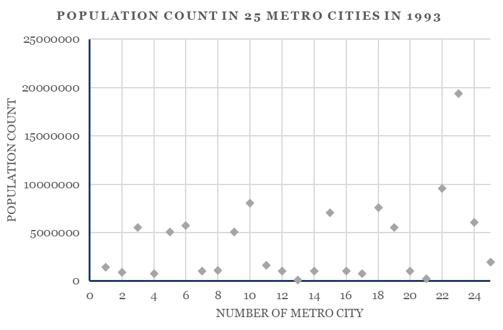 POPULATION COUNT IN 25 METRO CITIES IN 1993
25000000
20000000
15000000
10000000
5000000
0
POPULATION COUNT
0 2 4 6 8 10 12 14 16 18 20 22 24
NUMBER OF METRO CITY